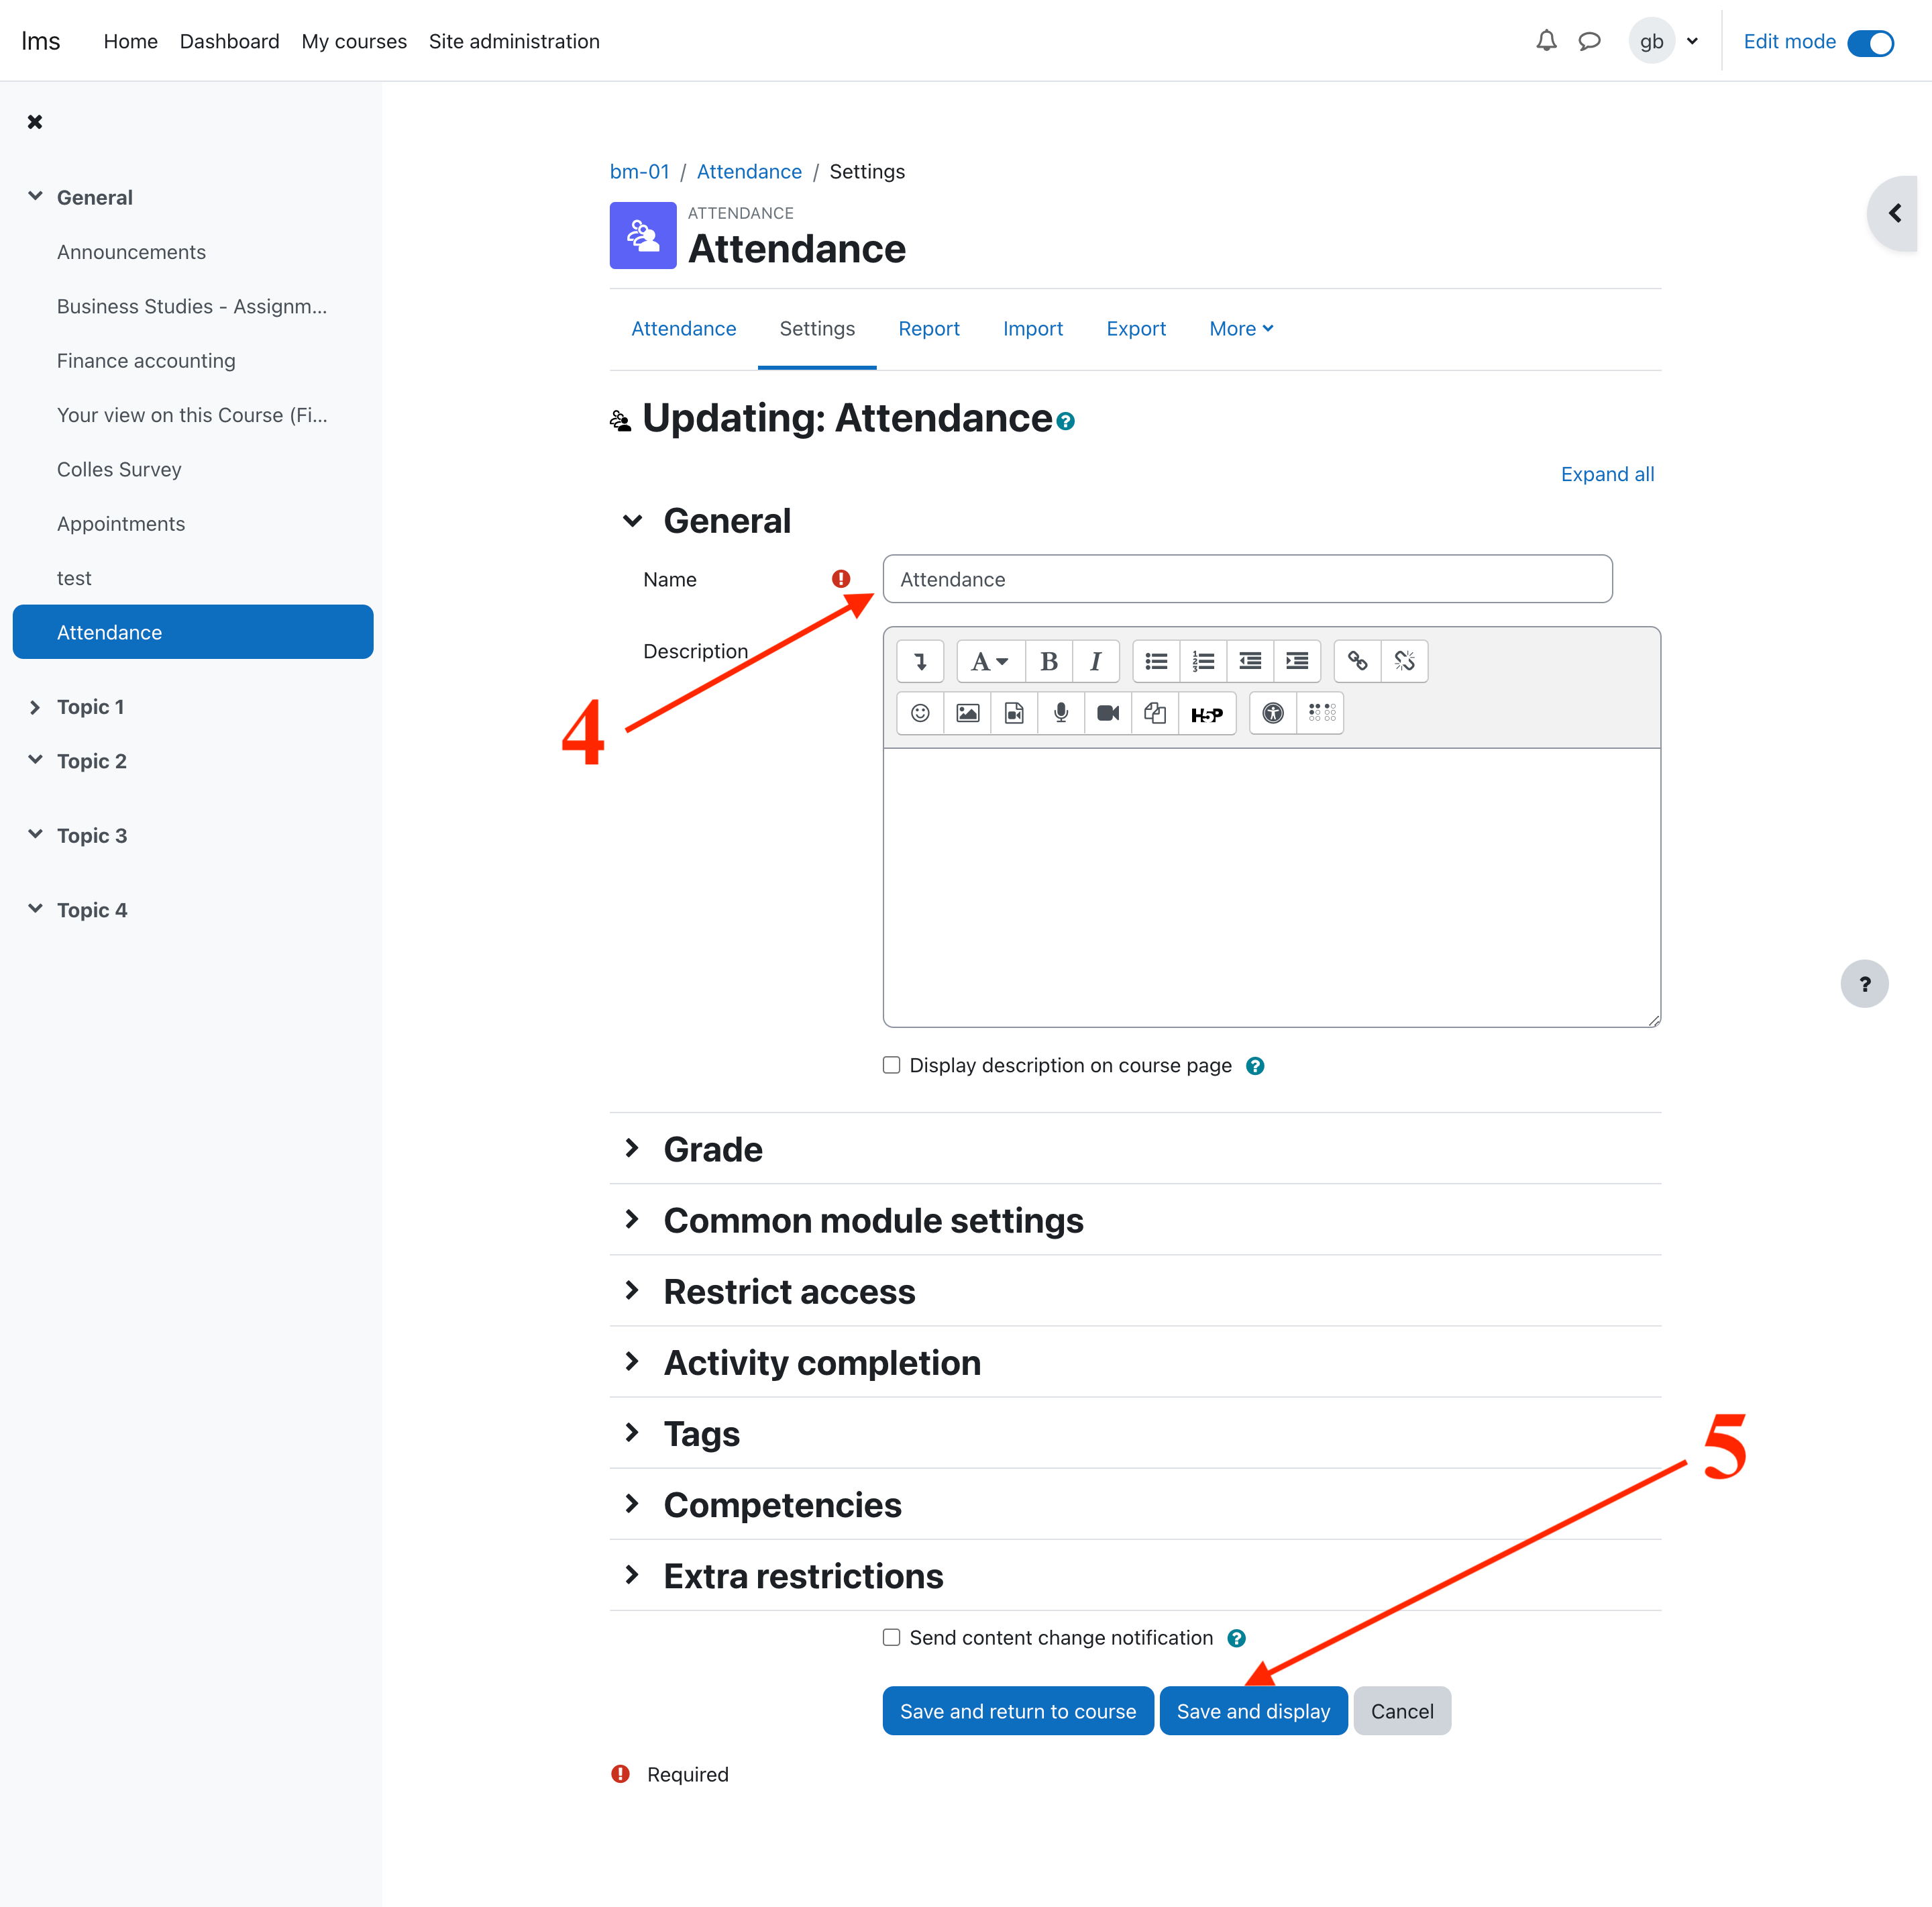 lms Home Dashboard My courses Site administration gb Edit mode
General
Announcements
Business Studies - Assignm...
Finance accounting
Your view on this Course (Fi...
Colles Survey
Appointments
test
Attendance
Topic 1
Topic 2
Topic 3
Topic 4
bm-01 / Attendance / Settings
ATTENDANCE
Attendance
Attendance Settings Report Import Export More
Updating: Attendance
Expand all
General
Name Attendance
Description
A B I
H5P
4
Display description on course page
Grade
Common module settings
Restrict access
Activity completion
Tags
5
Competencies
Extra restrictions
Send content change notification
Save and return to course Save and display Cancel
Required